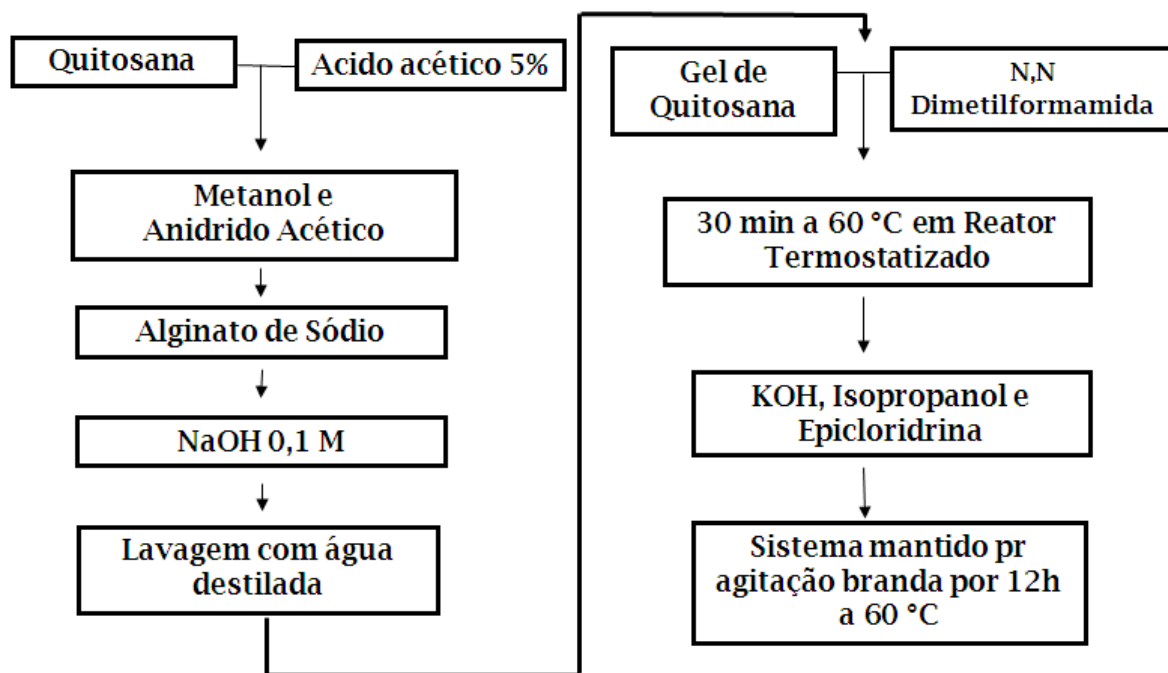 Quitosana
Acido acético 5%
Metanol e
Anidrido Acético
Alginato de Sódio
NaOH 0,1 M
Lavagem com água
destilada
Gel de
Quitosana
N,N
Dimetilformamida
30 min a 60 °C em Reator
Termostatizado
KOH, Isopropanol e
Epicloridrina
Sistema mantido pr
agitação branda por 12h
a 60 °C